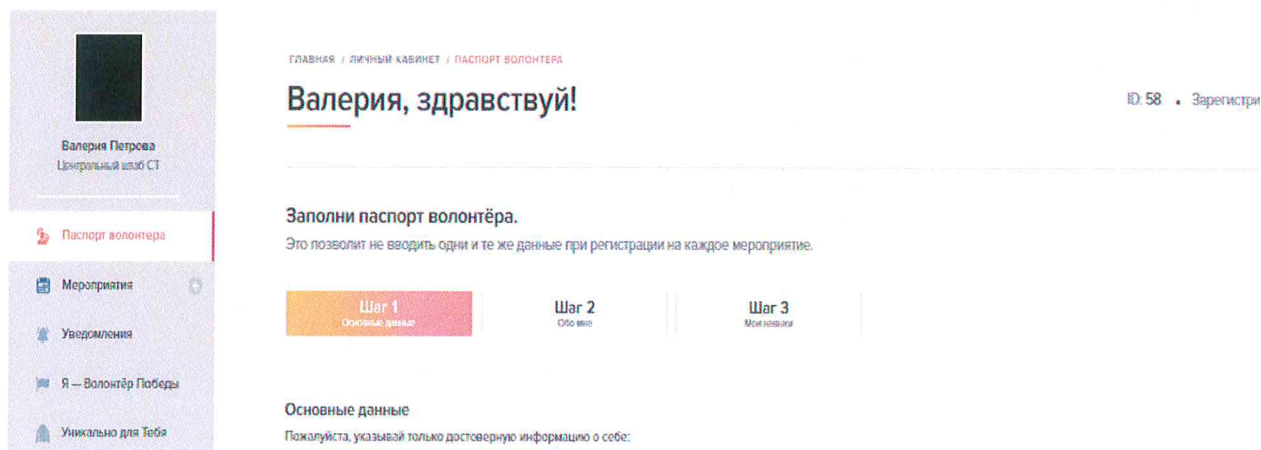 ГЛАВНАЯ / ЛИЧНЫЙ КАБИНЕТ / ПАСПОРТ ВОЛОНТЕРА
Валерия, здравствуй!
ID: 58 • Зарегистри
Валерия Петрова
Центральный штаб СТ
Паспорт волонтера
Мероприятия
Уведомления
Я — Волонтёр Победы
Уникально для Тебя
Заполни паспорт волонтёра.
Это позволит не вводить одни и те же данные при регистрации на каждое мероприятие.
Шаг 1
Основные данные
Шаг 2
Обо мне
Шаг 3
Мои навыки
Основные данные
Пожалуйста, указывай только достоверную информацию о себе: